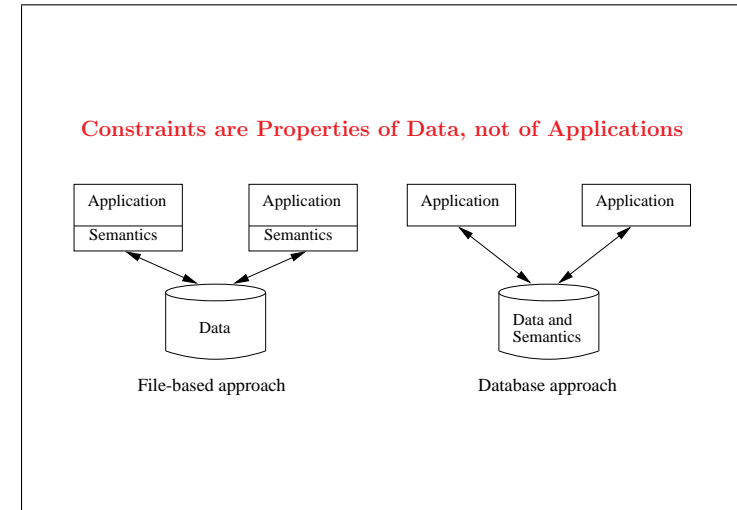 Constraints are Properties of Data, not of Applications
Application
Semantics
Application
Semantics
Data
File-based approach
Application
Application
Data and
Semantics
Database approach